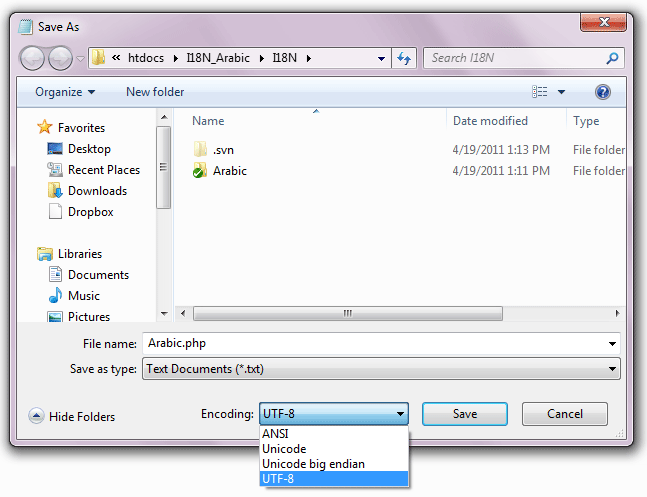 Save As
htdocs I18N_Arabic I18N
Search I18N
Organize New folder
Name Date modified Type
Favorites
Desktop
Recent Places
Downloads
Dropbox
Libraries
Documents
Music
Pictures
.svn 4/19/2011 1:13 PM File folder
Arabic 4/19/2011 1:11 PM File folder
File name: Arabic.php
Save as type: Text Documents (*.txt)
Hide Folders
Encoding: UTF-8
Save
Cancel
ANSI
Unicode
Unicode big endian
UTF-8